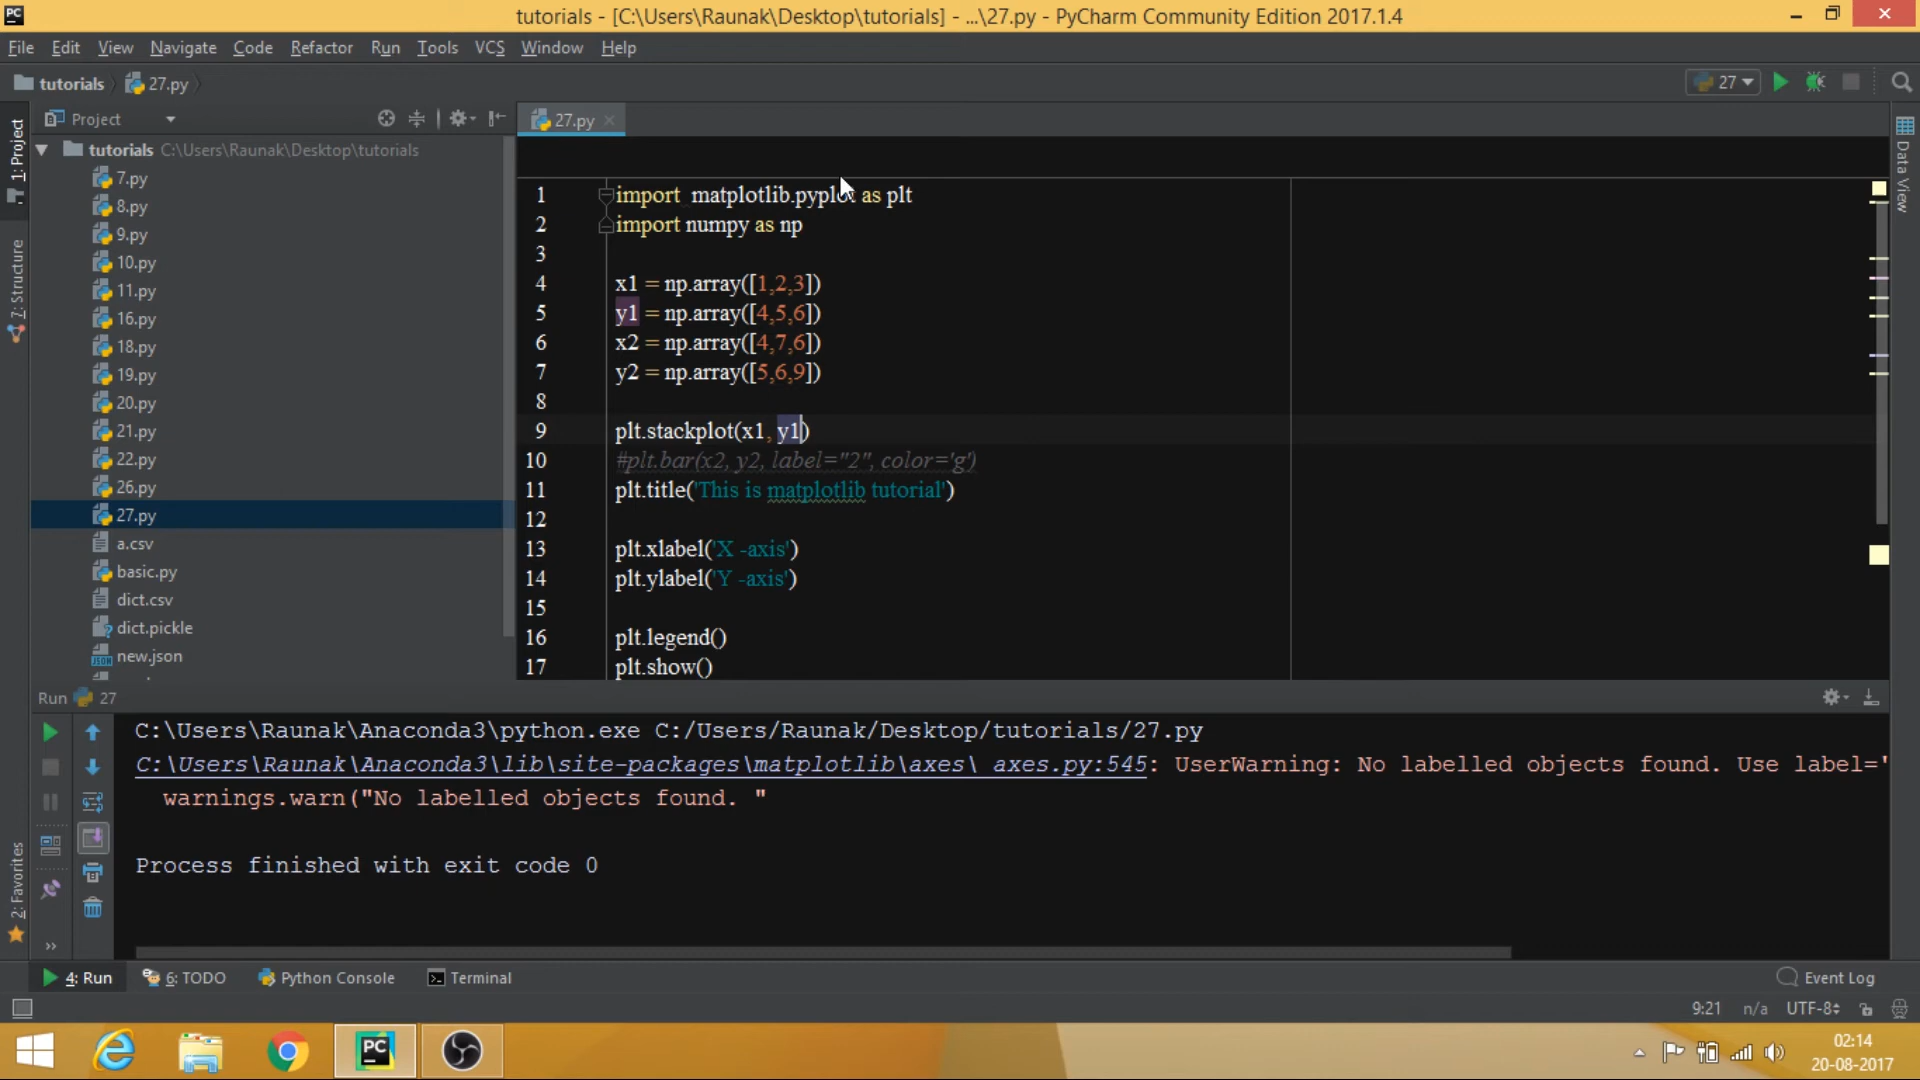 PC
tutorials - [C:\Users\Raunak\Desktop\tutorials] - ...\27.py - PyCharm Community Edition 2017.1.4
File Edit View Navigate Code Refactor Run Tools VCS Window Help
tutorials 27.py
27
1: Project
7: Structure
2: Favorites
Project
tutorials C:\Users\Raunak\Desktop\tutorials
7.py
8.py
9.py
10.py
11.py
16.py
18.py
19.py
20.py
21.py
22.py
26.py
27.py
a.csv
basic.py
dict.csv
dict.pickle
new.json
27.py
Data View
1 import  matplotlib.pyplot as plt
2 import numpy as np
3
4 x1 = np.array([1,2,3])
5 y1 = np.array([4,5,6])
6 x2 = np.array([4,7,6])
7 y2 = np.array([5,6,9])
8
9 plt.stackplot(x1, y1)
10 #plt.bar(x2, y2, label="2", color='g')
11 plt.title('This is matplotlib tutorial')
12
13 plt.xlabel('X -axis')
14 plt.ylabel('Y -axis')
15
16 plt.legend()
17 plt.show()
Run 27
C:\Users\Raunak\Anaconda3\python.exe C:/Users/Raunak/Desktop/tutorials/27.py
C:\Users\Raunak\Anaconda3\lib\site-packages\matplotlib\axes\_axes.py:545: UserWarning: No labelled objects found. Use label='
warnings.warn("No labelled objects found. "
Process finished with exit code 0
4: Run 6: TODO Python Console Terminal Event Log
9:21 n/a UTF-8
PC
02:14
20-08-2017